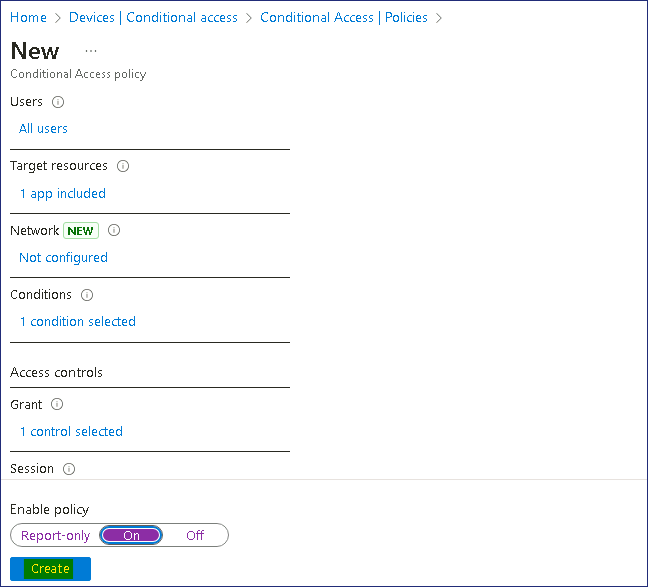 Home > Devices | Conditional access > Conditional Access | Policies >
New ...
Conditional Access policy
Users
All users
Target resources
1 app included
Network NEW
Not configured
Conditions
1 condition selected
Access controls
Grant
1 control selected
Session
Enable policy
Report-only On Off
Create